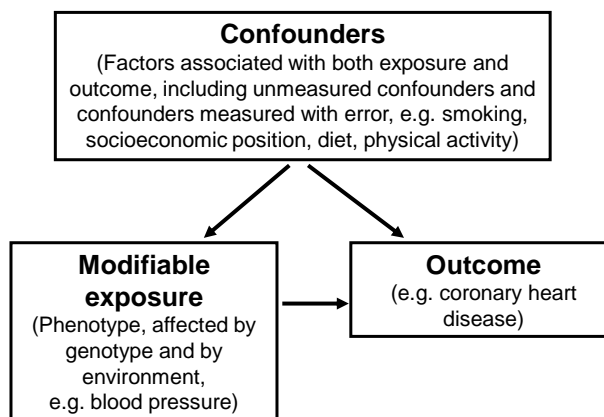 Confounders
(Factors associated with both exposure and
outcome, including unmeasured confounders and
confounders measured with error, e.g. smoking,
socioeconomic position, diet, physical activity)
Modifiable
exposure
(Phenotype, affected by
genotype and by
environment,
e.g. blood pressure)
Outcome
(e.g. coronary heart
disease)